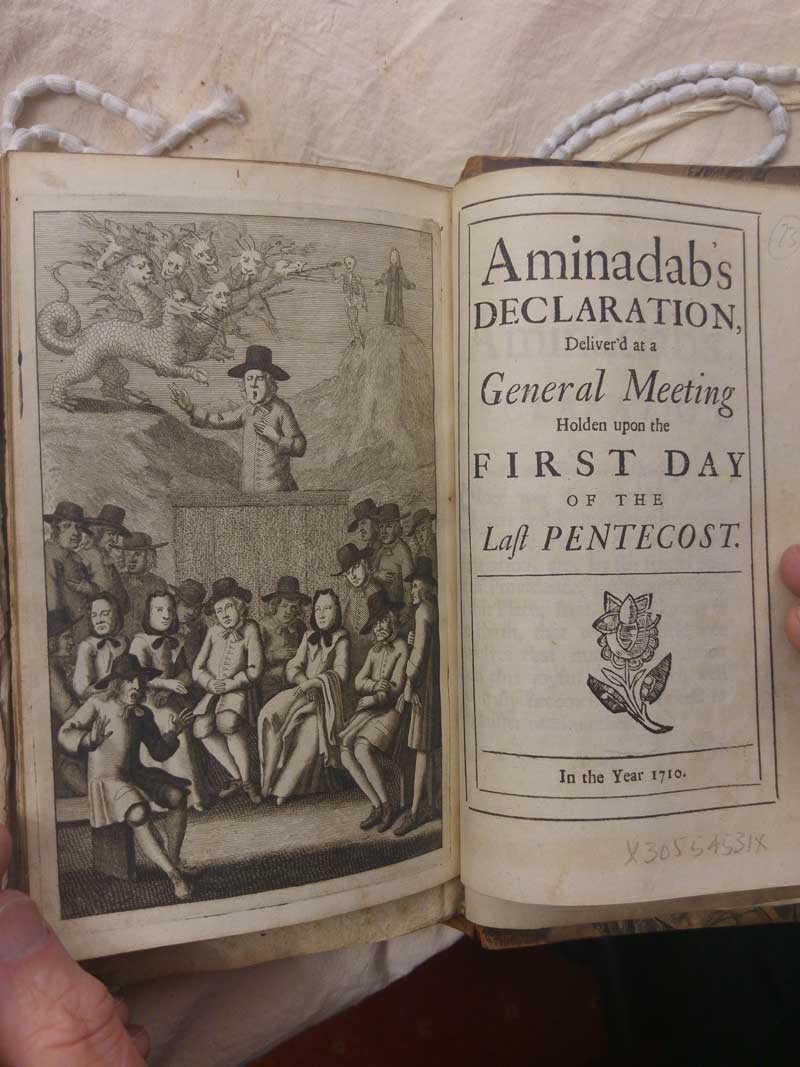 Aminadab's
DECLARATION,
Deliver'd at a
General Meeting
Holden upon the
FIRST DAY
OF THE
Laſt PENTECOST.
In the Year 1710.
X30554531X